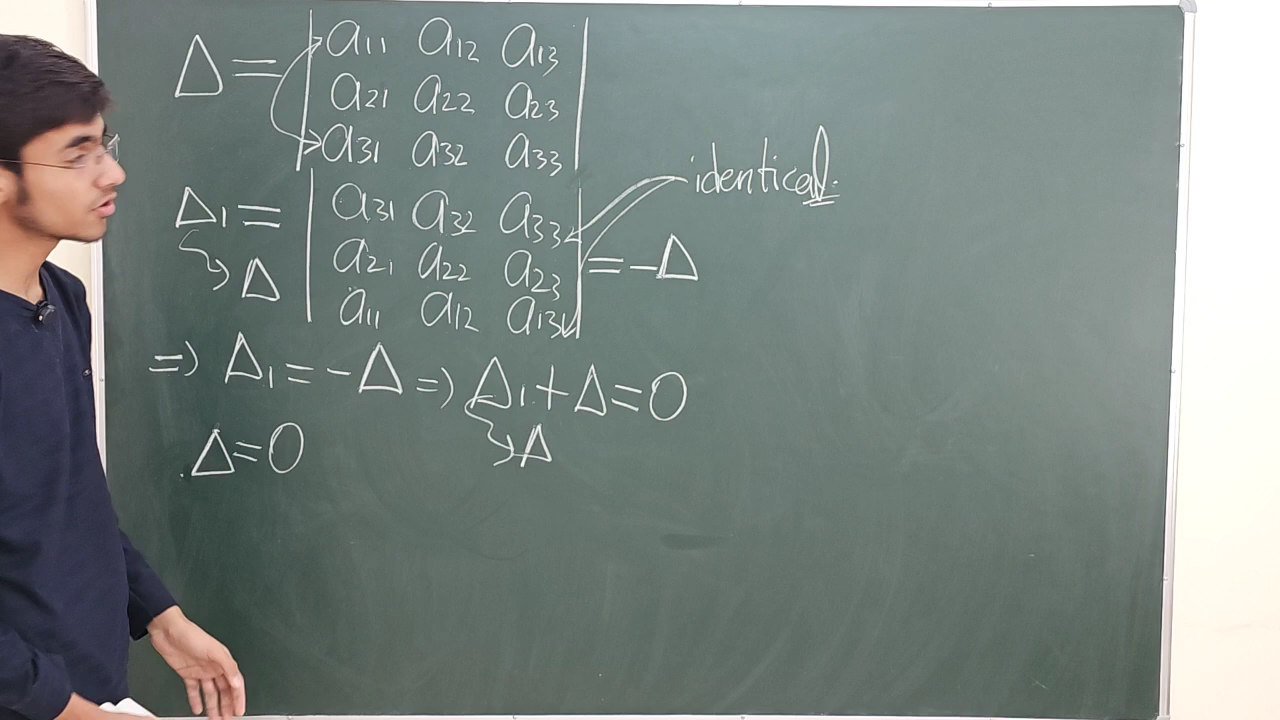 Δ = | a11 a12 a13 |
| a21 a22 a23 |
| a31 a32 a33 |
identical.
Δ1 = | a31 a32 a33 |
Δ | a21 a22 a23 | = -Δ
| a11 a12 a13 |
=) Δ1 = -Δ =) Δ1 + Δ = 0
Δ
Δ = 0